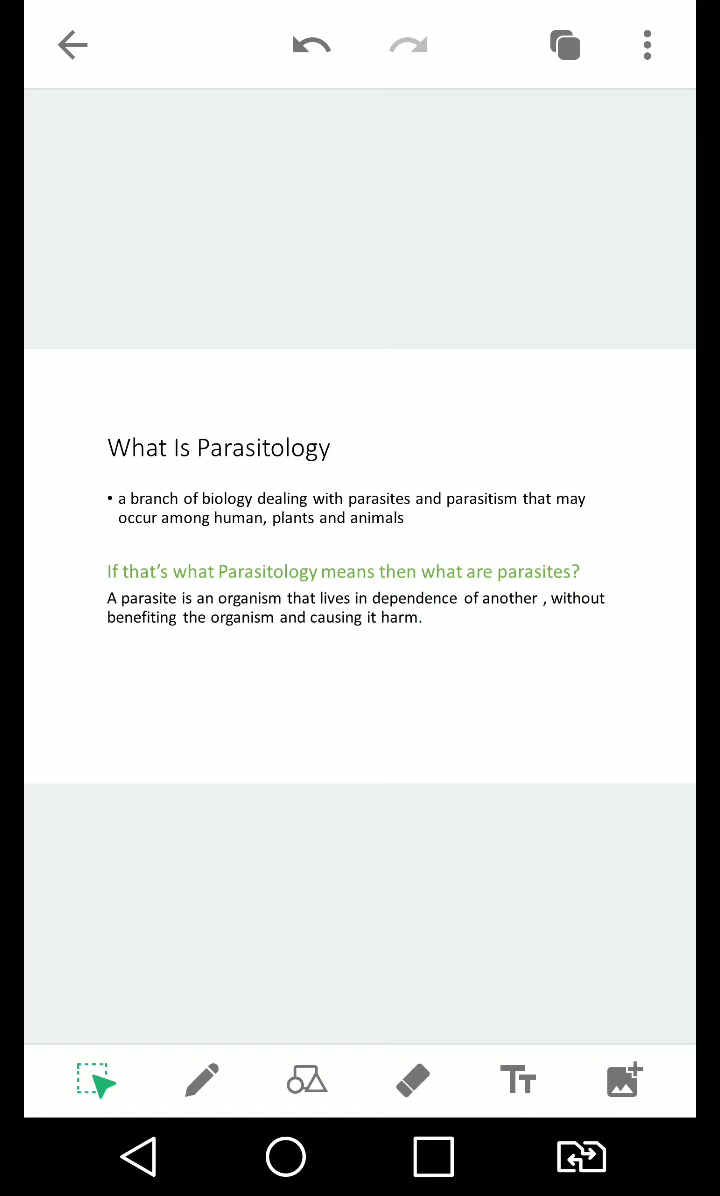 What Is Parasitology
• a branch of biology dealing with parasites and parasitism that may
occur among human, plants and animals
If that's what Parasitology means then what are parasites?
A parasite is an organism that lives in dependence of another , without
benefiting the organism and causing it harm.
TT